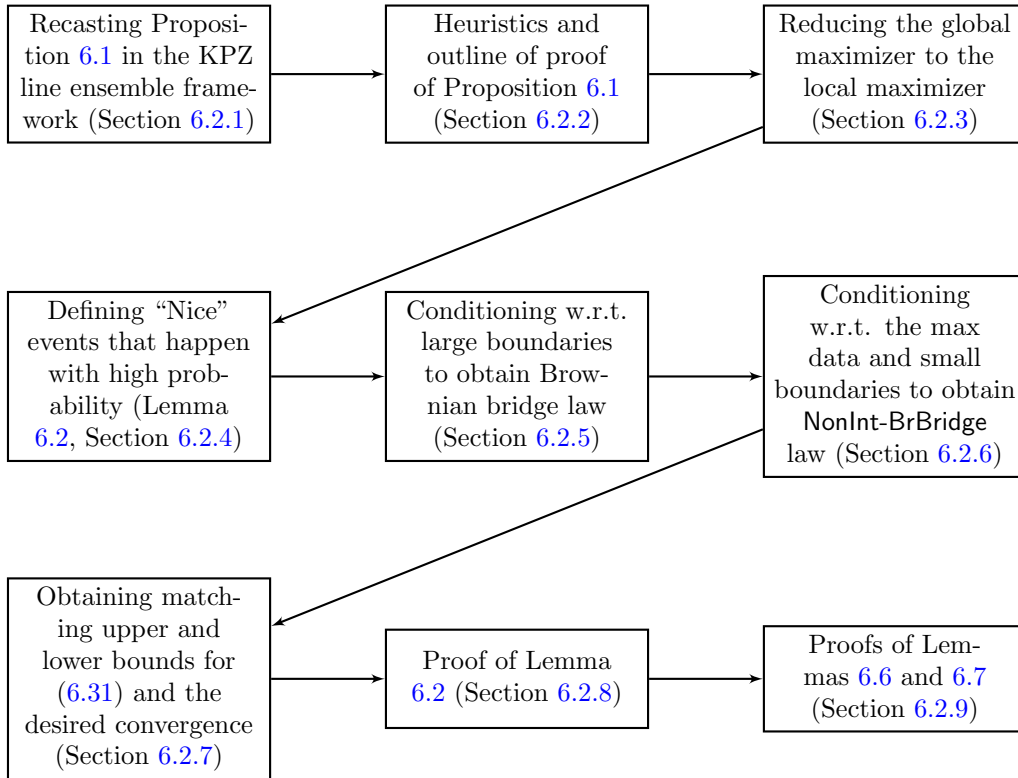 Recasting Proposi-
tion 6.1 in the KPZ
line ensemble frame-
work (Section 6.2.1)
Heuristics and
outline of proof
of Proposition 6.1
(Section 6.2.2)
Reducing the global
maximizer to the
local maximizer
(Section 6.2.3)
Defining “Nice”
events that happen
with high prob-
ability (Lemma
6.2, Section 6.2.4)
Conditioning w.r.t.
large boundaries
to obtain Brow-
nian bridge law
(Section 6.2.5)
Conditioning
w.r.t. the max
data and small
boundaries to obtain
NonInt-BrBridge
law (Section 6.2.6)
Obtaining match-
ing upper and
lower bounds for
(6.31) and the
desired convergence
(Section 6.2.7)
Proof of Lemma
6.2 (Section 6.2.8)
Proofs of Lem-
mas 6.6 and 6.7
(Section 6.2.9)